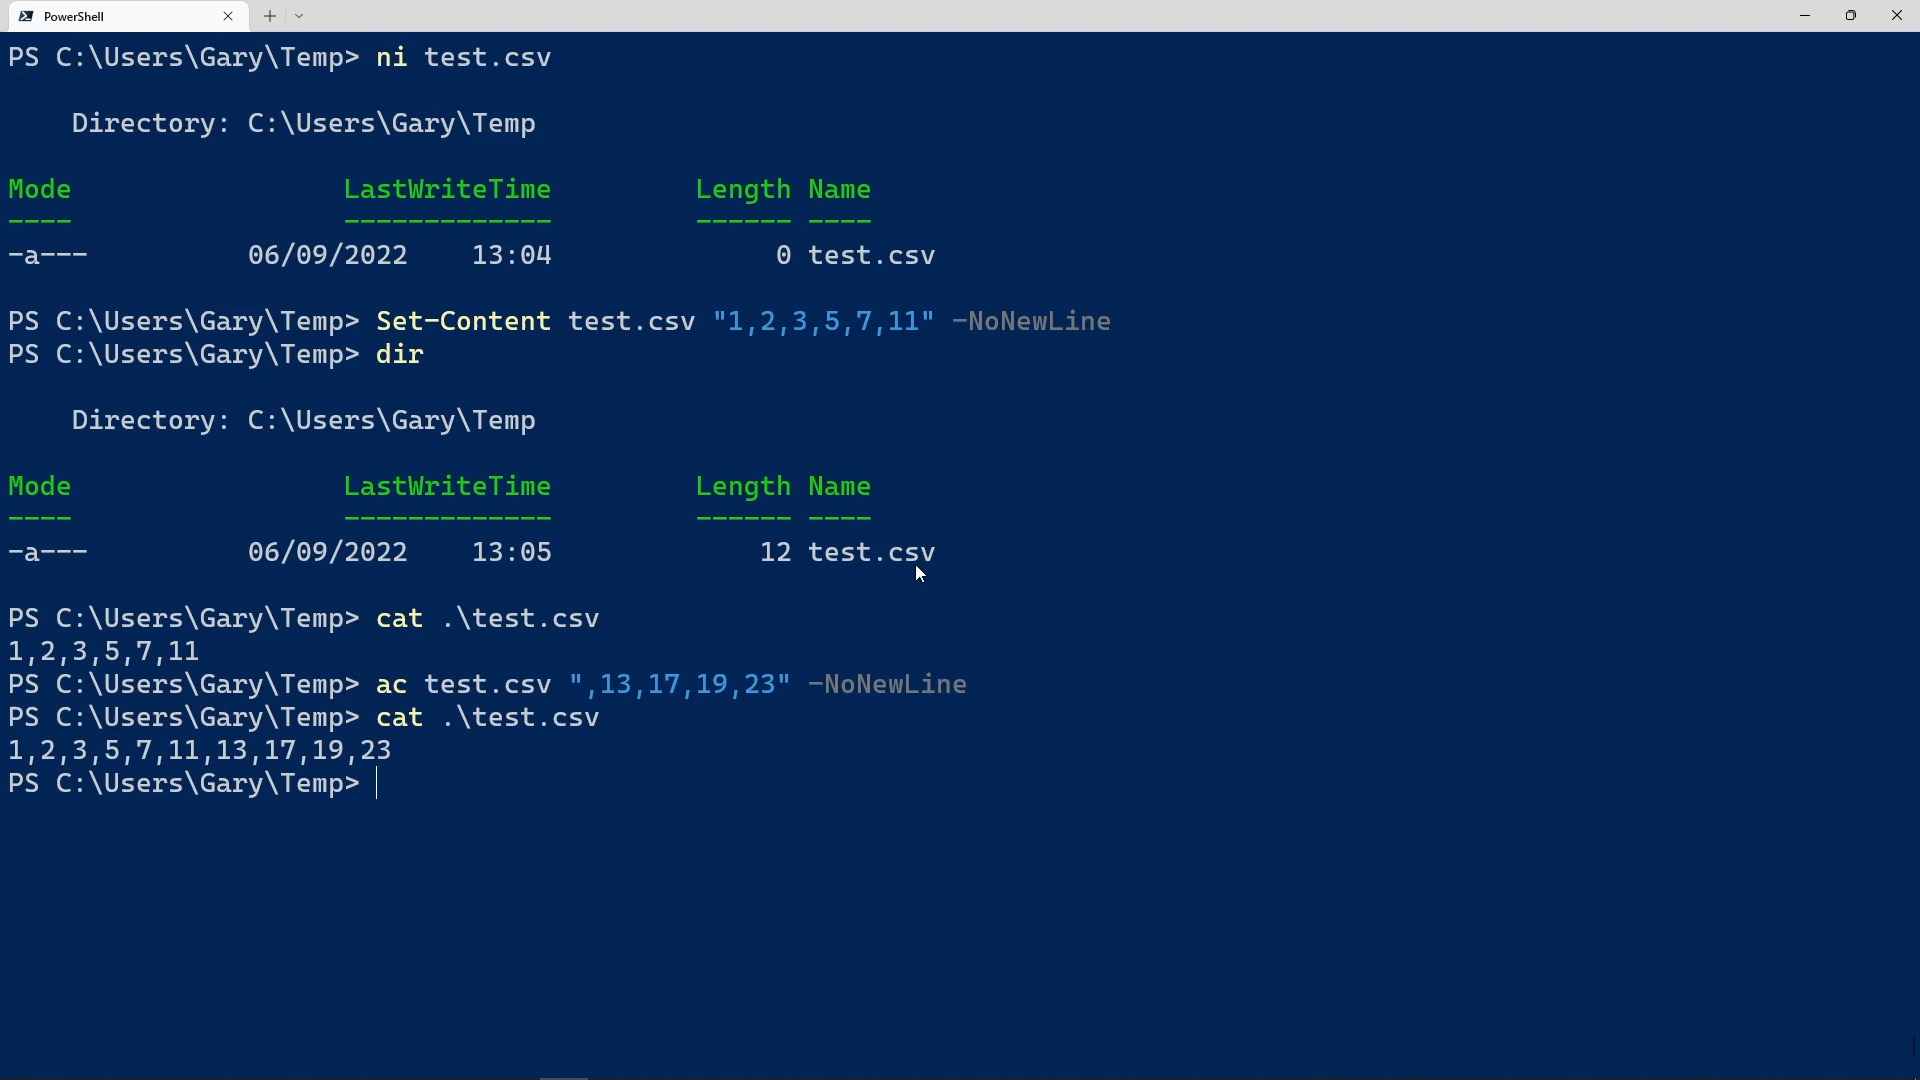 PowerShell
PS C:\Users\Gary\Temp> ni test.csv
Directory: C:\Users\Gary\Temp
Mode LastWriteTime Length Name
---- ------------- ------ ----
-a--- 06/09/2022 13:04 0 test.csv
PS C:\Users\Gary\Temp> Set-Content test.csv "1,2,3,5,7,11" -NoNewLine
PS C:\Users\Gary\Temp> dir
Directory: C:\Users\Gary\Temp
Mode LastWriteTime Length Name
---- ------------- ------ ----
-a--- 06/09/2022 13:05 12 test.csv
PS C:\Users\Gary\Temp> cat .\test.csv
1,2,3,5,7,11
PS C:\Users\Gary\Temp> ac test.csv ",13,17,19,23" -NoNewLine
PS C:\Users\Gary\Temp> cat .\test.csv
1,2,3,5,7,11,13,17,19,23
PS C:\Users\Gary\Temp>